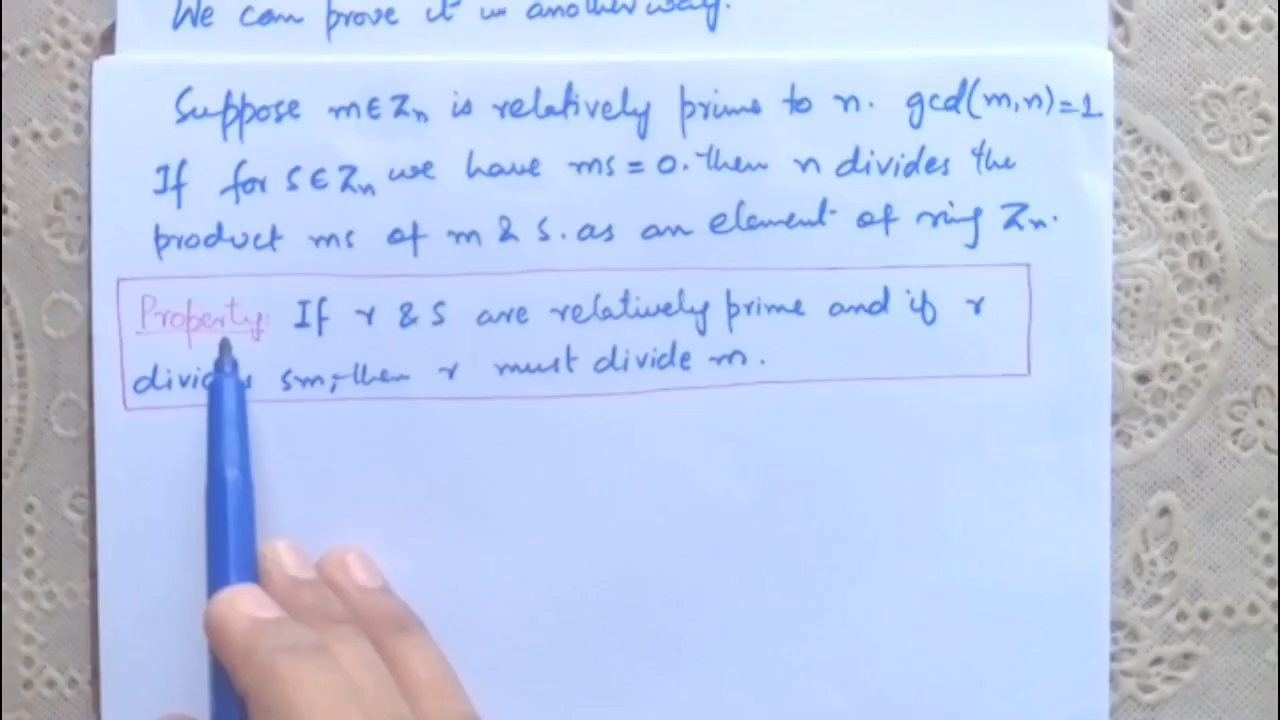 We can prove it in another way.
Suppose m∈Zn is relatively prime to n. gcd(m,n)=1
If for S∈Zn we have ms=0. then n divides the
product ms of m & s. as an element of ring Zn.
Property: If r & S are relatively prime and if r
divides sm, then r must divide m.